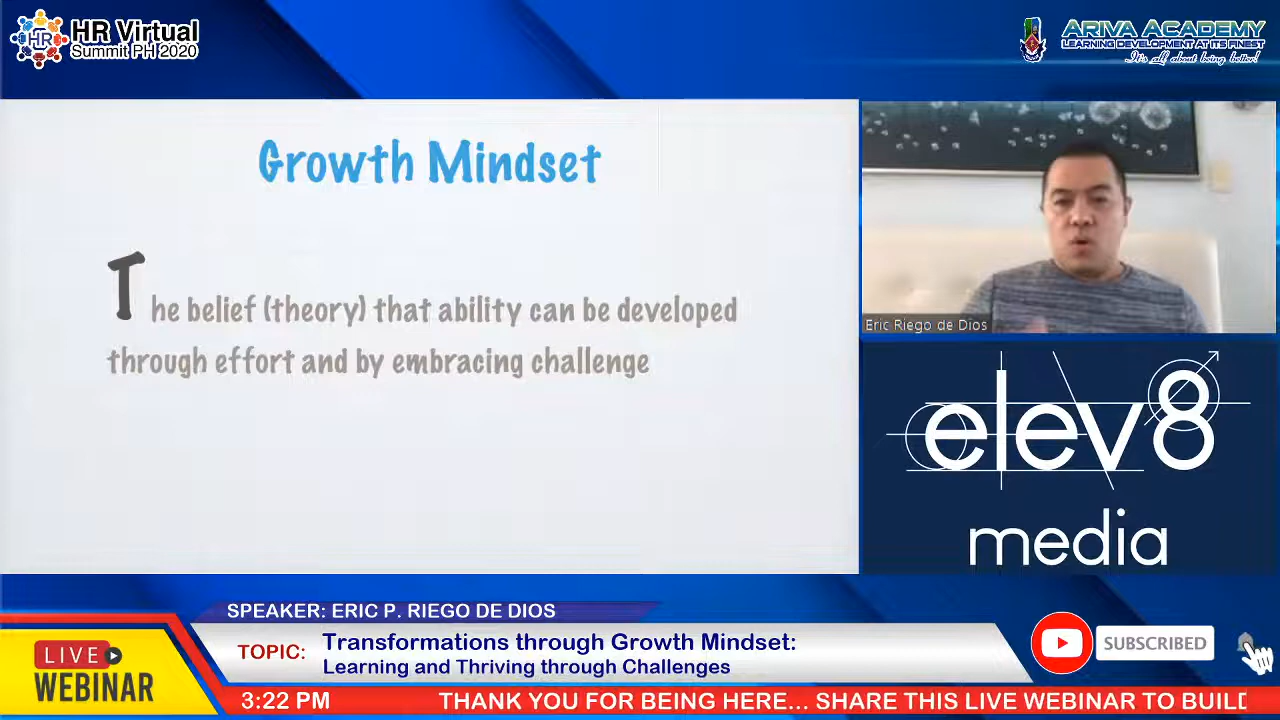 HR
HR Virtual
Summit PH 2020
ARIVA ACADEMY
LEARNING DEVELOPMENT AT ITS FINEST
It's all about being better!
Growth Mindset
The belief (theory) that ability can be developed
through effort and by embracing challenge
Eric Riego de Dios
elev8
media
SPEAKER: ERIC P. RIEGO DE DIOS
LIVE
WEBINAR
TOPIC:
Transformations through Growth Mindset:
Learning and Thriving through Challenges
SUBSCRIBED
3:22 PM
THANK YOU FOR BEING HERE... SHARE THIS LIVE WEBINAR TO BUILD